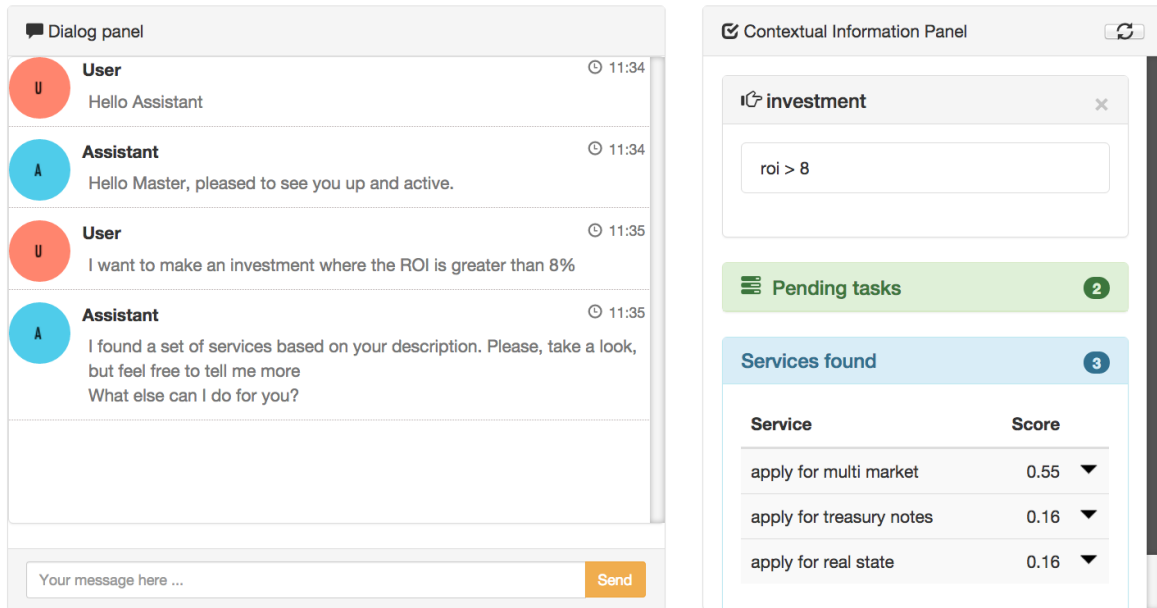 Dialog panel
U
User
11:34
Hello Assistant
A
Assistant
11:34
Hello Master, pleased to see you up and active.
U
User
11:35
I want to make an investment where the ROI is greater than 8%
A
Assistant
11:35
I found a set of services based on your description. Please, take a look,
but feel free to tell me more
What else can I do for you?
Your message here ...
Send
Contextual Information Panel
investment
×
roi > 8
Pending tasks
2
Services found
3
Service Score
apply for multi market 0.55
apply for treasury notes 0.16
apply for real state 0.16